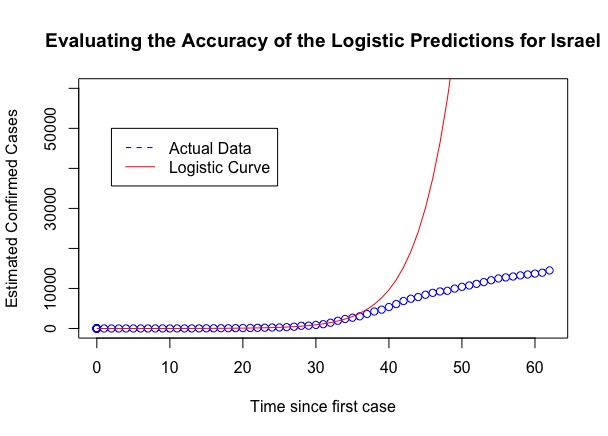 Evaluating the Accuracy of the Logistic Predictions for Israel
Estimated Confirmed Cases
50000
30000
10000
0
Actual Data
Logistic Curve
0 10 20 30 40 50 60
Time since first case